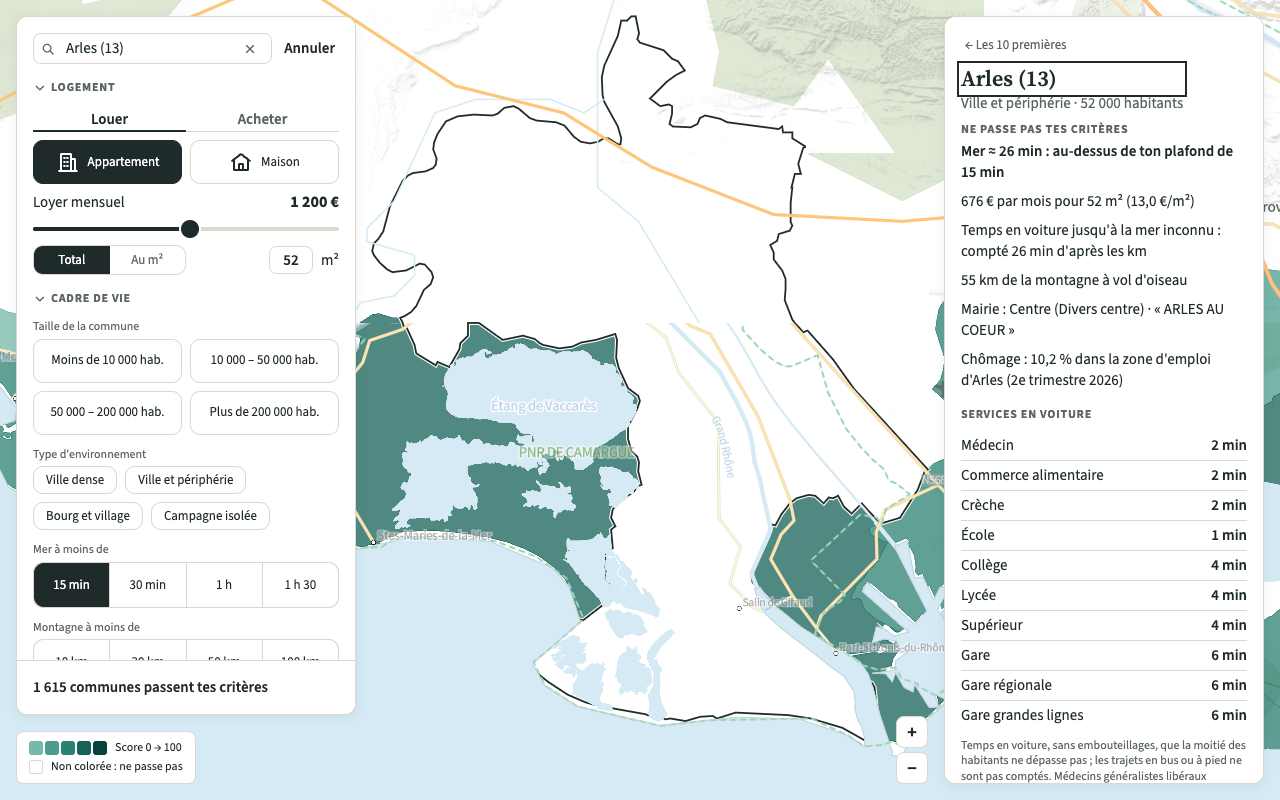 Arles (13)
Annuler
LOGEMENT
Louer
Acheter
Appartement
Maison
Loyer mensuel
1 200 €
Total
Au m²
52
m²
CADRE DE VIE
Taille de la commune
Moins de 10 000 hab.
10 000 – 50 000 hab.
50 000 – 200 000 hab.
Plus de 200 000 hab.
Type d'environnement
Ville dense
Ville et périphérie
Bourg et village
Campagne isolée
Mer à moins de
15 min
30 min
1 h
1 h 30
Montagne à moins de
10 km
30 km
50 km
100 km
1 615 communes passent tes critères
Score 0 → 100
Non colorée : ne passe pas
Étang de Vaccarès
PNR DE CAMARGUE
Stes-Maries-de-la-Mer
Grand Rhône
Salin de Giraud
Port-St-Louis-du-Rhôn
N568
+
−
← Les 10 premières
Arles (13)
Ville et périphérie · 52 000 habitants
NE PASSE PAS TES CRITÈRES
Mer ≈ 26 min : au-dessus de ton plafond de
15 min
676 € par mois pour 52 m² (13,0 €/m²)
Temps en voiture jusqu'à la mer inconnu :
compté 26 min d'après les km
55 km de la montagne à vol d'oiseau
Mairie : Centre (Divers centre) · « ARLES AU
COEUR »
Chômage : 10,2 % dans la zone d'emploi
d'Arles (2e trimestre 2026)
SERVICES EN VOITURE
Médecin 2 min
Commerce alimentaire 2 min
Crèche 2 min
École 1 min
Collège 4 min
Lycée 4 min
Supérieur 4 min
Gare 6 min
Gare régionale 6 min
Gare grandes lignes 6 min
Temps en voiture, sans embouteillages, que la moitié des
habitants ne dépasse pas ; les trajets en bus ou à pied ne
sont pas comptés. Médecins généralistes libéraux